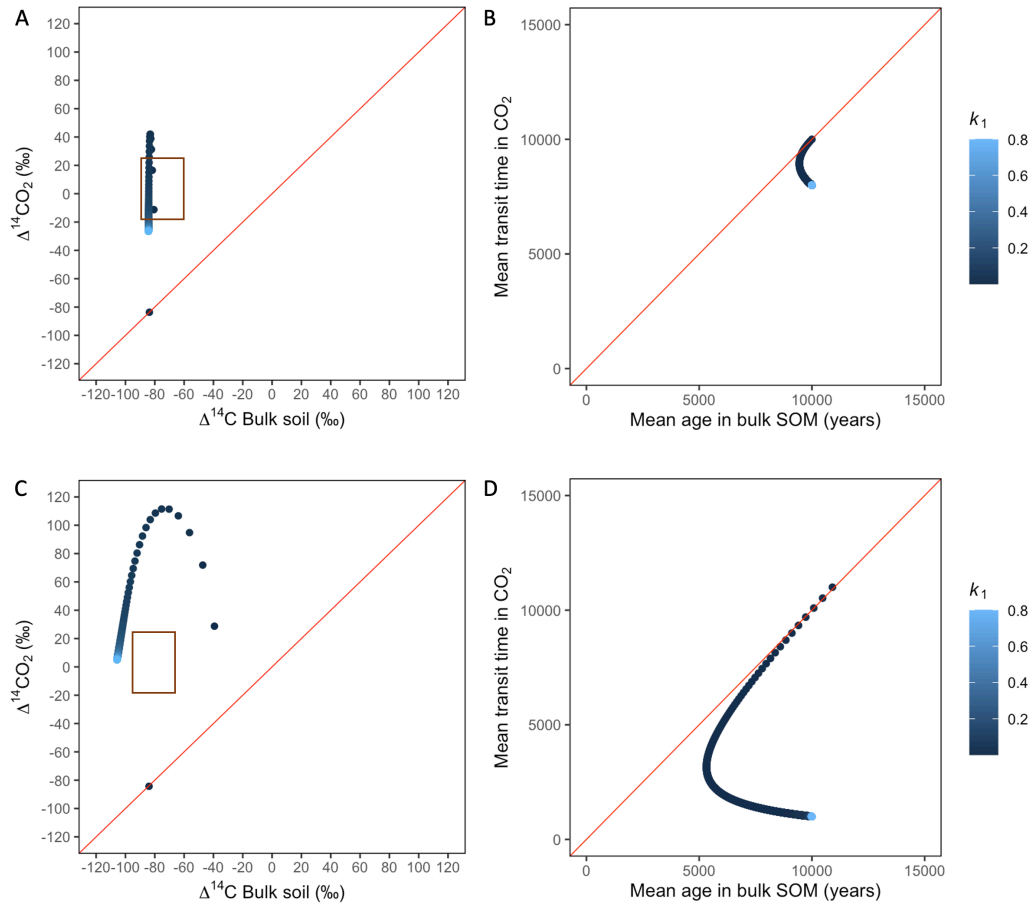 A
120
100
80
60
40
20
0
-20
-40
-60
-80
-100
-120
Δ¹⁴CO₂ (‰)
-120 -100 -80 -60 -40 -20 0 20 40 60 80 100 120
Δ¹⁴C Bulk soil (‰)
B
15000
10000
5000
0
Mean transit time in CO₂
0 5000 10000 15000
Mean age in bulk SOM (years)
k₁
0.8
0.6
0.4
0.2
C
120
100
80
60
40
20
0
-20
-40
-60
-80
-100
-120
Δ¹⁴CO₂ (‰)
-120 -100 -80 -60 -40 -20 0 20 40 60 80 100 120
Δ¹⁴C Bulk soil (‰)
D
15000
10000
5000
0
Mean transit time in CO₂
0 5000 10000 15000
Mean age in bulk SOM (years)
k₁
0.8
0.6
0.4
0.2